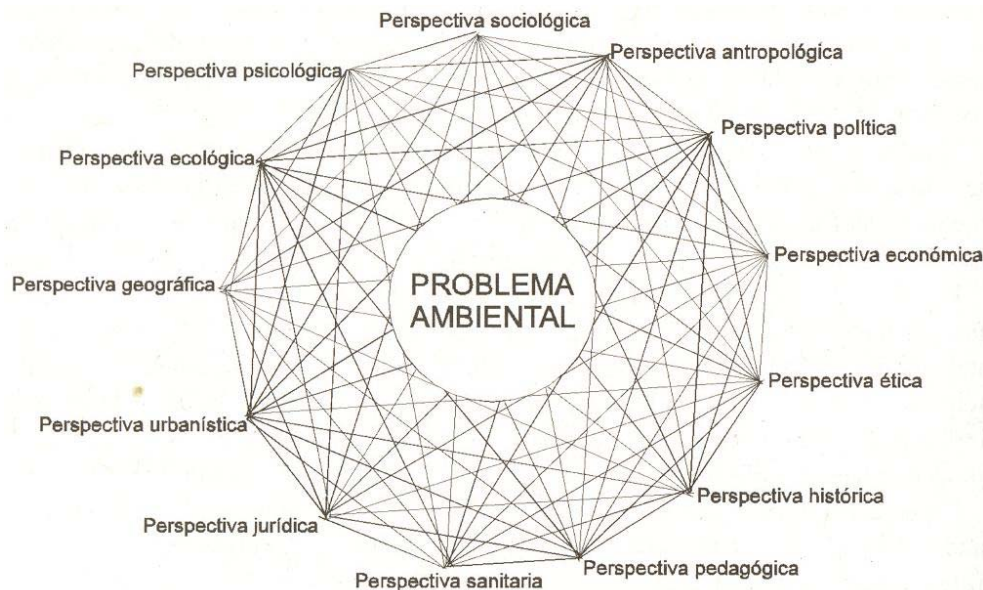 Perspectiva sociológica
Perspectiva antropológica
Perspectiva psicológica
Perspectiva política
Perspectiva ecológica
Perspectiva económica
Perspectiva geográfica
PROBLEMA
AMBIENTAL
Perspectiva ética
Perspectiva urbanística
Perspectiva histórica
Perspectiva jurídica
Perspectiva pedagógica
Perspectiva sanitaria